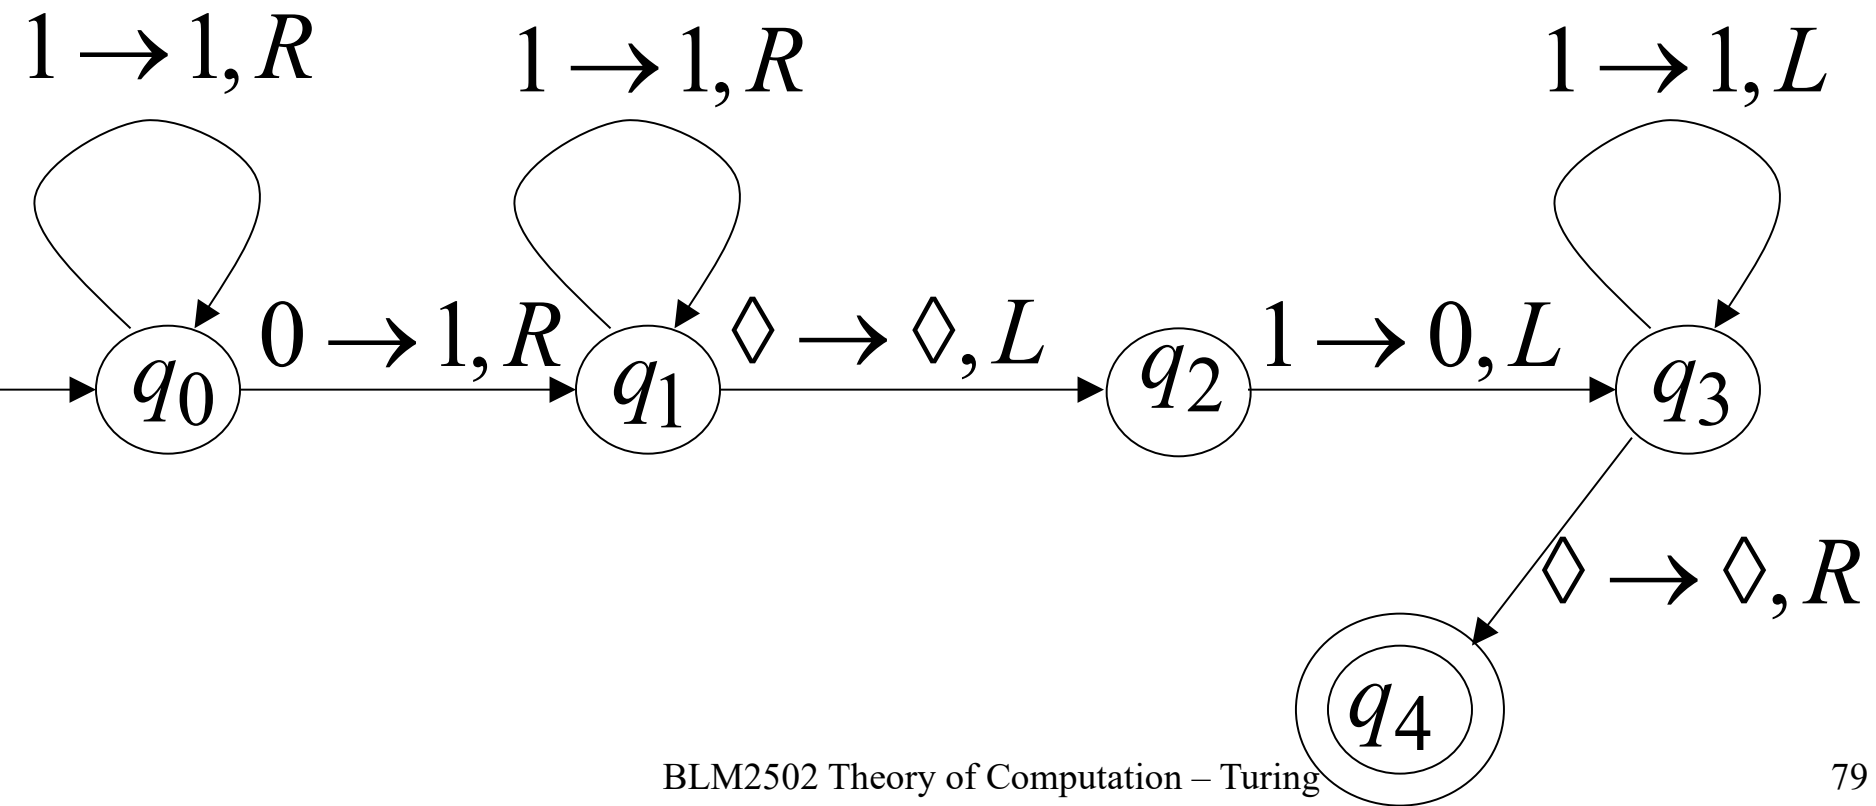 1 → 1, R
1 → 1, R
1 → 1, L
0 → 1, R
◊ → ◊, L
1 → 0, L
q0
q1
q2
q3
◊ → ◊, R
q4
BLM2502 Theory of Computation – Turing
79